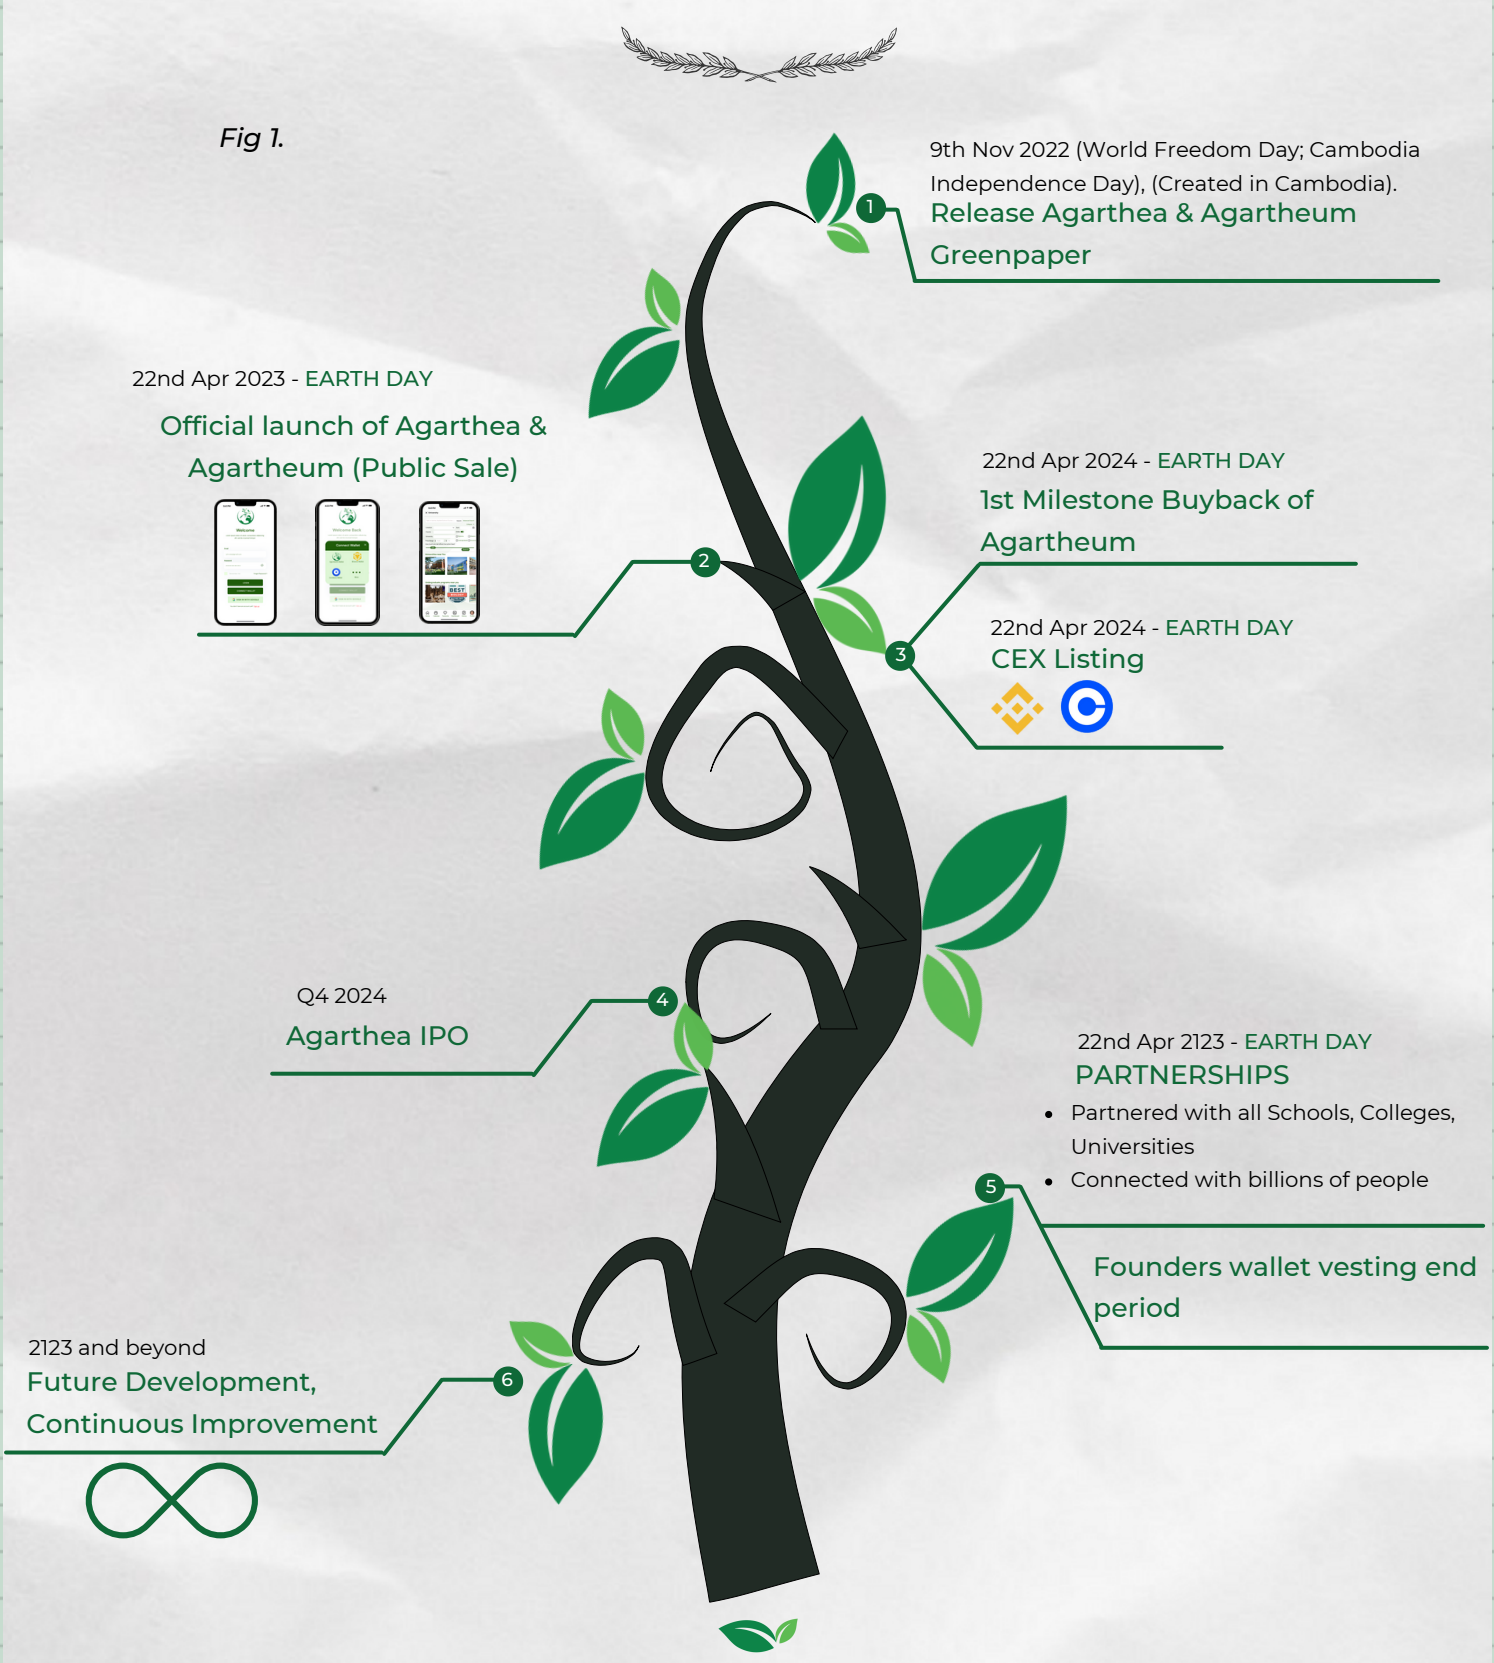 Fig 1.
1
9th Nov 2022 (World Freedom Day; Cambodia
Independence Day), (Created in Cambodia).
Release Agarthea & Agartheum
Greenpaper
22nd Apr 2023 - EARTH DAY
Official launch of Agarthea &
Agartheum (Public Sale)
2
22nd Apr 2024 - EARTH DAY
1st Milestone Buyback of
Agartheum
3
22nd Apr 2024 - EARTH DAY
CEX Listing
Q4 2024
Agarthea IPO
4
22nd Apr 2123 - EARTH DAY
PARTNERSHIPS
• Partnered with all Schools, Colleges,
Universities
• Connected with billions of people
5
Founders wallet vesting end
period
2123 and beyond
Future Development,
Continuous Improvement
6